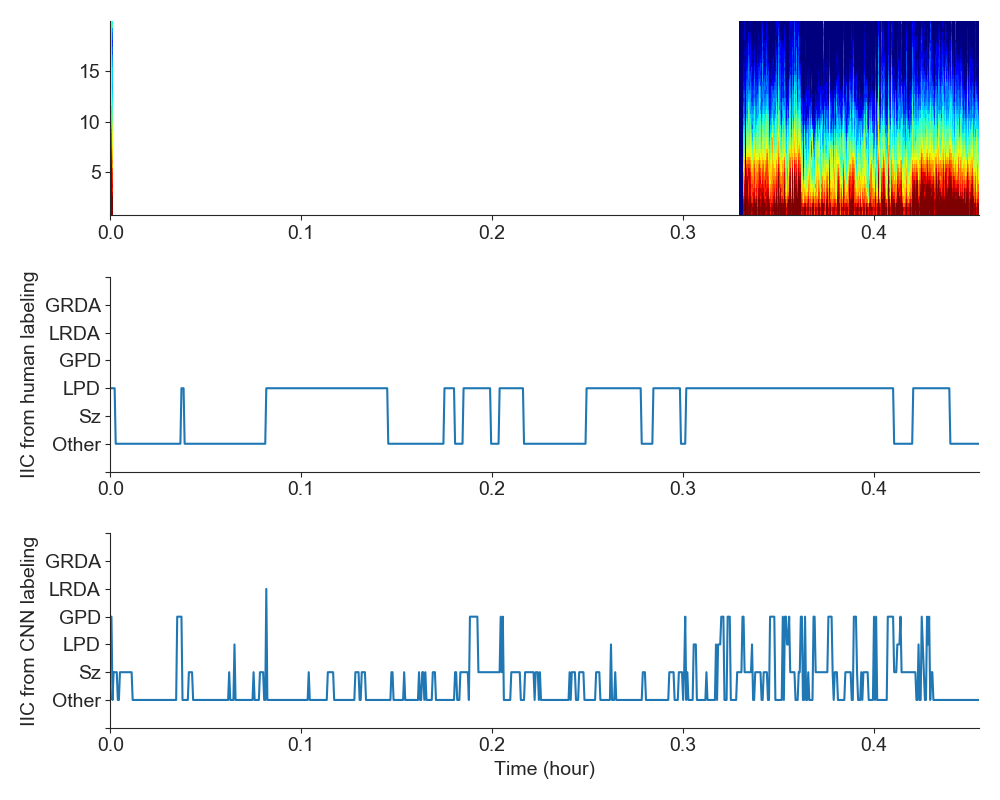 15
10
5
0.0 0.1 0.2 0.3 0.4
IIC from human labeling
GRDA
LRDA
GPD
LPD
Sz
Other
0.0 0.1 0.2 0.3 0.4
IIC from CNN labeling
GRDA
LRDA
GPD
LPD
Sz
Other
0.0 0.1 0.2 0.3 0.4
Time (hour)